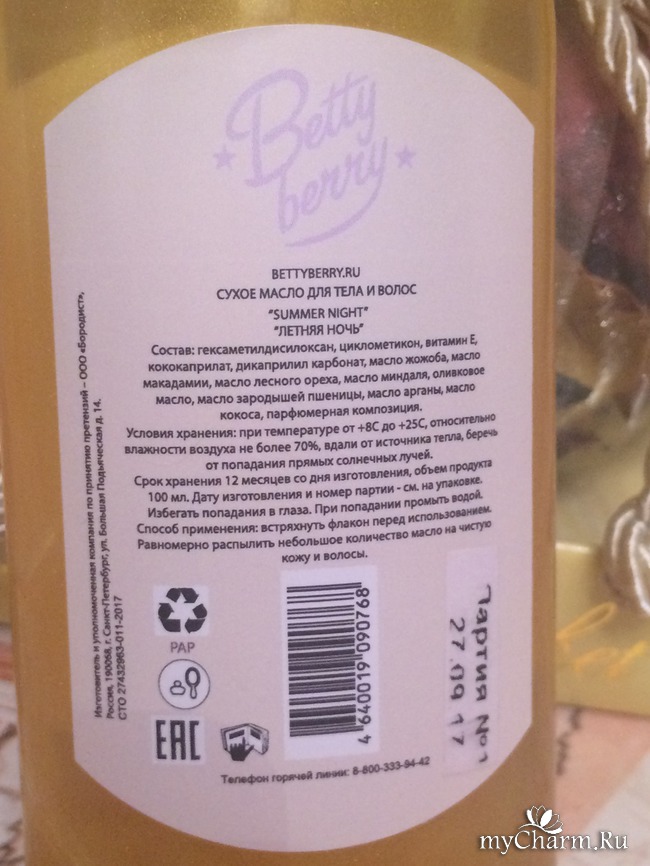 Betty
berry
BETTYBERRY.RU
СУХОЕ МАСЛО ДЛЯ ТЕЛА И ВОЛОС
"SUMMER NIGHT"
"ЛЕТНЯЯ НОЧЬ"
Состав: гексаметилдисилоксан, циклометикон, витамин Е,
кококаприлат, дикаприлил карбонат, масло жожоба, масло
макадамии, масло лесного ореха, масло миндаля, оливковое
масло, масло зародышей пшеницы, масло арганы, масло
кокоса, парфюмерная композиция.
Условия хранения: при температуре от +8С до +25С, относительно
влажности воздуха не более 70%, вдали от источника тепла, беречь
от попадания прямых солнечных лучей.
Срок хранения 12 месяцев со дня изготовления, объем продукта
100 мл. Дату изготовления и номер партии - см. на упаковке.
Избегать попадания в глаза. При попадании промыть водой.
Способ применения: встряхнуть флакон перед использованием.
Равномерно распылить небольшое количество масло на чистую
кожу и волосы.
Изготовитель и уполномоченная компания по принятию претензий – ООО «Бородист»,
Россия, 190068, г. Санкт-Петербург, ул. Большая Подьяческая д. 14.
СТО 27432963-011-2017
PAP
EAC
4 640019 090768
Партия №1
27.09.17
Телефон горячей линии: 8-800-333-94-42
myCharm.Ru